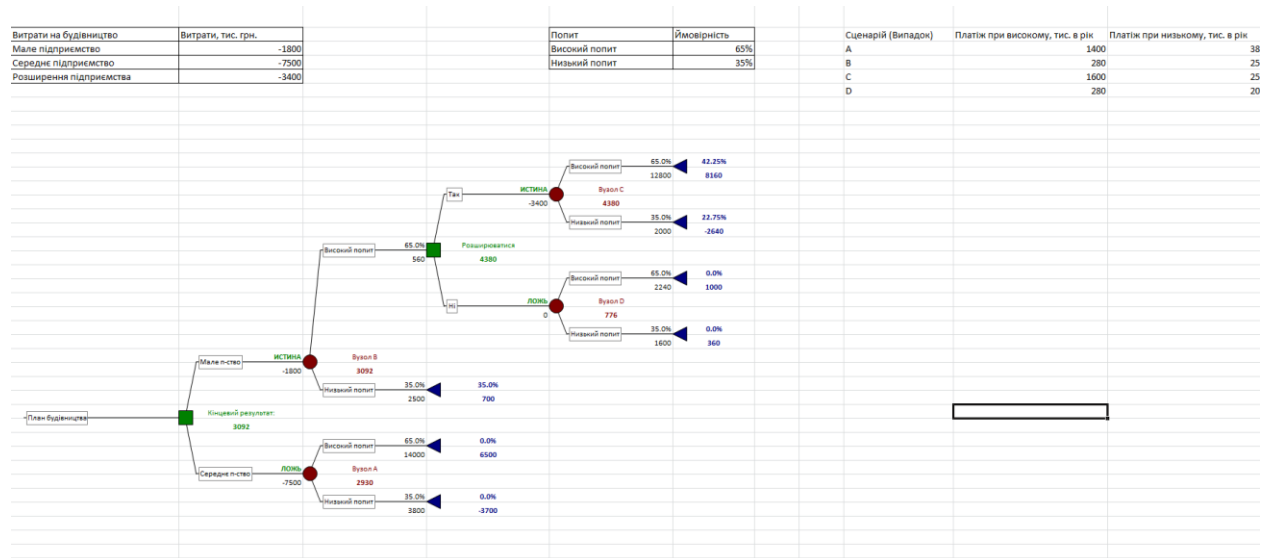 Витрати на будівництво Витрати, тис. грн. Попит Ймовірність Сценарій (Випадок) Платіж при високому, тис. в рік Платіж при низькому, тис. в рік
Мале підприємство -1800 Високий попит 65% A 1400 38
Середнє підприємство -7500 Низький попит 35% B 280 25
Розширення підприємства -3400 C 1600 25
D 280 20
Високий попит 65.0% 42.25%
12800 8160
Так ИСТИНА Вузол C
-3400 4380
Низький попит 35.0% 22.75%
2000 -2640
Високий попит 65.0% Розширюватися
560 4380
Високий попит 65.0% 0.0%
2240 1000
Ні ЛОЖЬ Вузол D
0 776
Низький попит 35.0% 0.0%
1600 360
Мале п-ство ИСТИНА Вузол B
-1800 3092
Низький попит 35.0% 35.0%
2500 700
План будівництва Кінцевий результат:
3092
Високий попит 65.0% 0.0%
14000 6500
Середнє п-ство ЛОЖЬ Вузол A
-7500 2930
Низький попит 35.0% 0.0%
3800 -3700